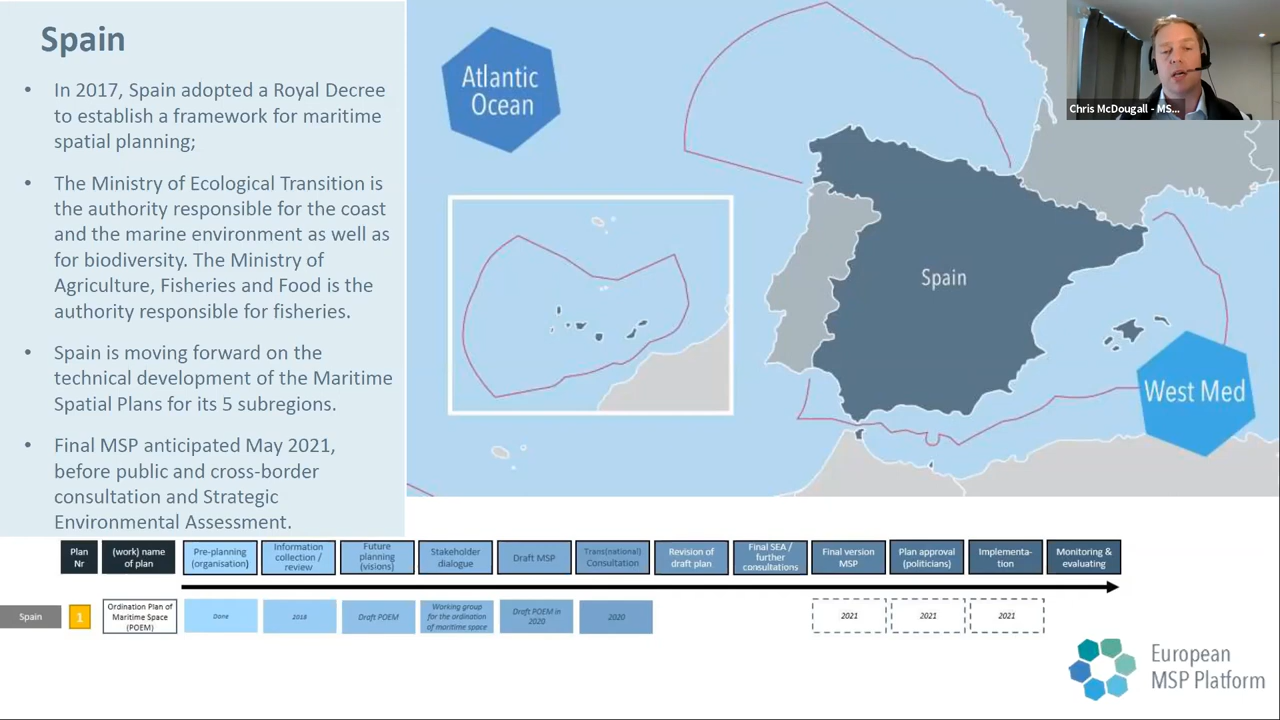 Spain
• In 2017, Spain adopted a Royal Decree
to establish a framework for maritime
spatial planning;
• The Ministry of Ecological Transition is
the authority responsible for the coast
and the marine environment as well as
for biodiversity. The Ministry of
Agriculture, Fisheries and Food is the
authority responsible for fisheries.
• Spain is moving forward on the
technical development of the Maritime
Spatial Plans for its 5 subregions.
• Final MSP anticipated May 2021,
before public and cross-border
consultation and Strategic
Environmental Assessment.
Atlantic
Ocean
Spain
West Med
Chris McDougall - MS...
Plan
Nr
(work) name
of plan
Pre-planning
(organisation)
Information
collection /
review
Future
planning
(visions)
Stakeholder
dialogue
Draft MSP
Trans(national)
Consultation
Revision of
draft plan
Final SEA /
further
consultations
Final version
MSP
Plan approval
(politicians)
Implementa-
tion
Monitoring &
evaluating
Spain
1
Ordination Plan of
Maritime Space
(POEM)
Done
2018
Draft POEM
Working group
for the ordination
of maritime space
Draft POEM in
2020
2020
2021
2021
2021
European
MSP Platform